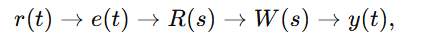 r(t) → e(t) → R(s) → W(s) → y(t),